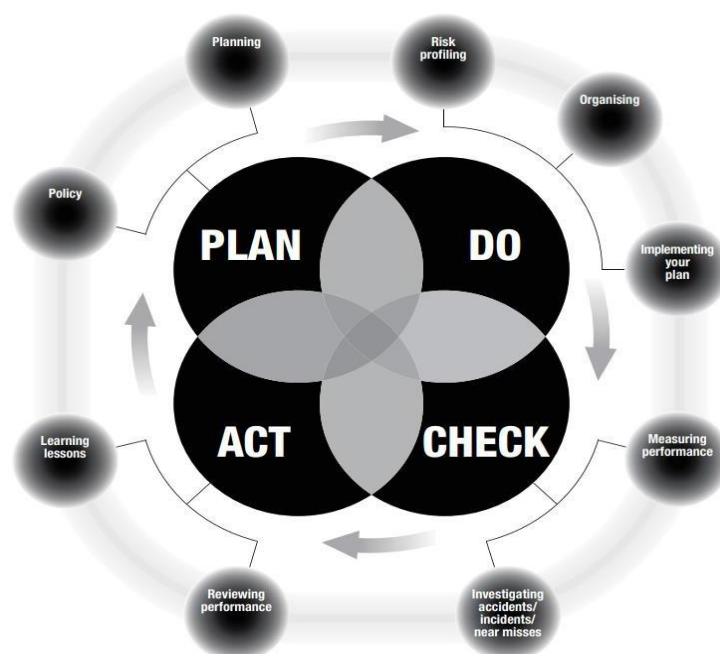 Planning
Risk
profiling
Organising
Policy
PLAN
DO
Implementing
your
plan
ACT
CHECK
Learning
lessons
Measuring
performance
Reviewing
performance
Investigating
accidents/
incidents/
near misses